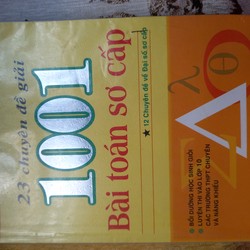 23 chuyên đề giải
1001
Bài toán sơ cấp
★ 12 Chuyên đề về Đại số sơ cấp
● BỒI DƯỠNG HỌC SINH GIỎI
● LUYỆN THI VÀO LỚP 10
CÁC TRƯỜNG THPT CHUYÊN
VÀ NĂNG KHIẾU